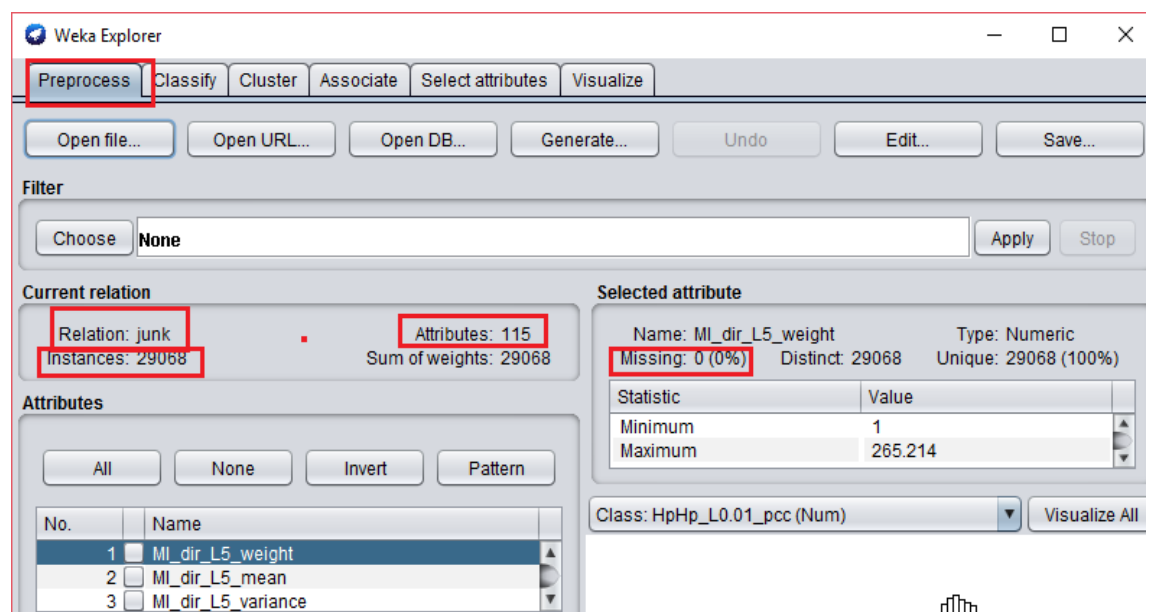 Weka Explorer
Preprocess Classify Cluster Associate Select attributes Visualize
Open file... Open URL... Open DB... Generate... Undo Edit... Save...
Filter
Choose None Apply Stop
Current relation
Relation: junk Attributes: 115
Instances: 29068 Sum of weights: 29068
Selected attribute
Name: MI_dir_L5_weight Type: Numeric
Missing: 0 (0%) Distinct: 29068 Unique: 29068 (100%)
Statistic Value
Minimum 1
Maximum 265.214
Attributes
All None Invert Pattern
No. Name
1 MI_dir_L5_weight
2 MI_dir_L5_mean
3 MI_dir_L5_variance
Class: HpHp_L0.01_pcc (Num) Visualize All